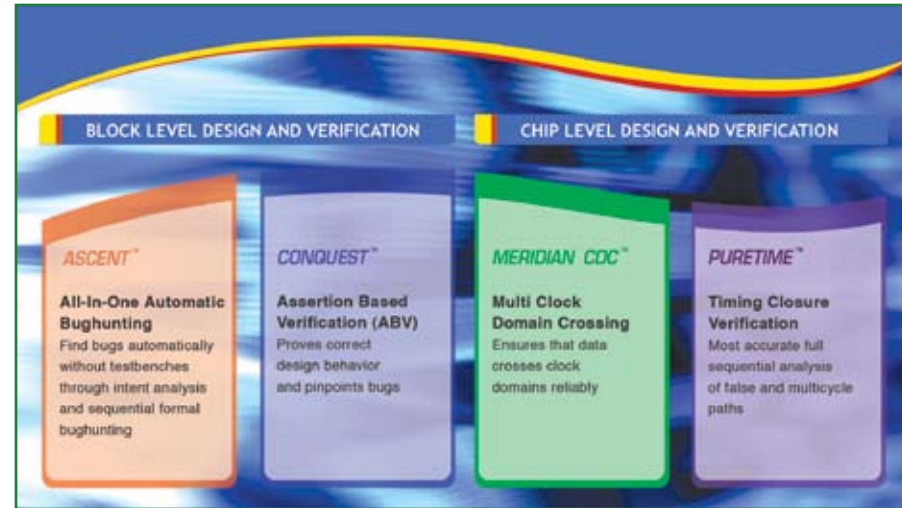 BLOCK LEVEL DESIGN AND VERIFICATION
CHIP LEVEL DESIGN AND VERIFICATION
ASCENT™
All-In-One Automatic
Bughunting
Find bugs automatically
without testbenches
through intent analysis
and sequential formal
bughunting
CONQUEST™
Assertion Based
Verification (ABV)
Proves correct
design behavior
and pinpoints bugs
MERIDIAN CDC™
Multi Clock
Domain Crossing
Ensures that data
crosses clock
domains reliably
PURETIME™
Timing Closure
Verification
Most accurate full
sequential analysis
of false and multicycle
paths